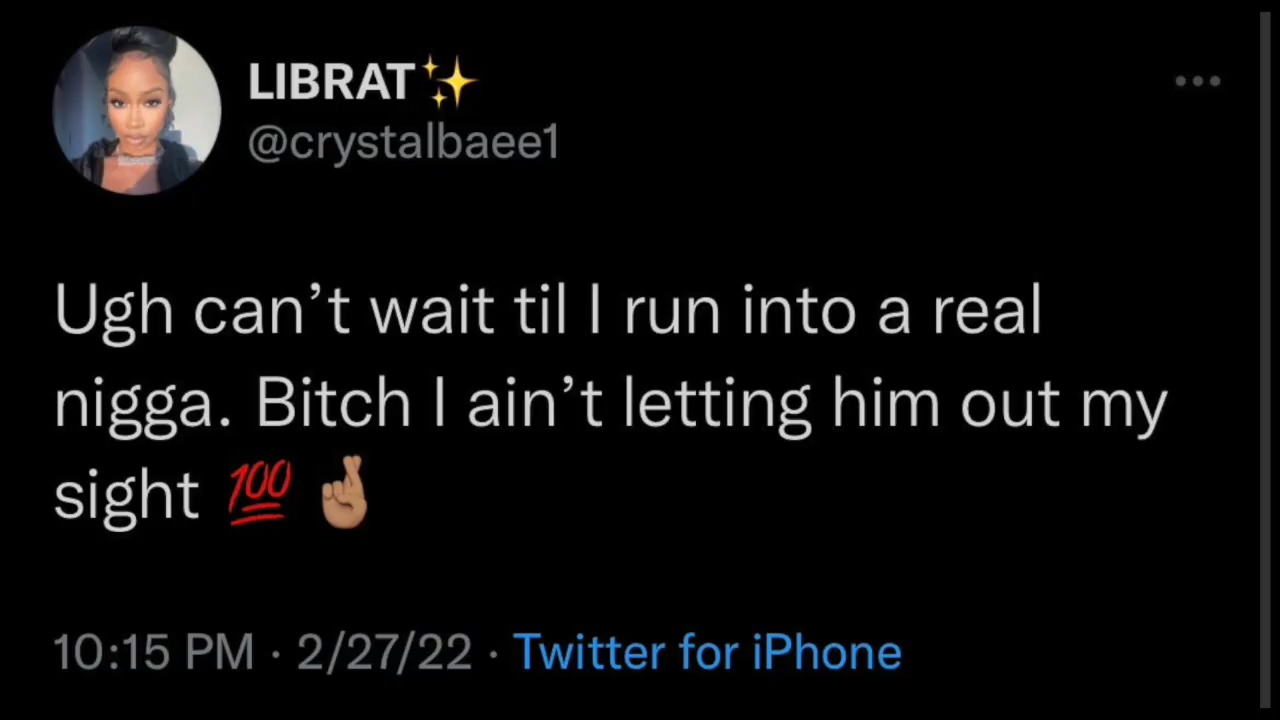 LIBRAT✨
@crystalbaee1
Ugh can’t wait til I run into a real
nigga. Bitch I ain’t letting him out my
sight 💯 🤞🏽
10:15 PM · 2/27/22 · Twitter for iPhone